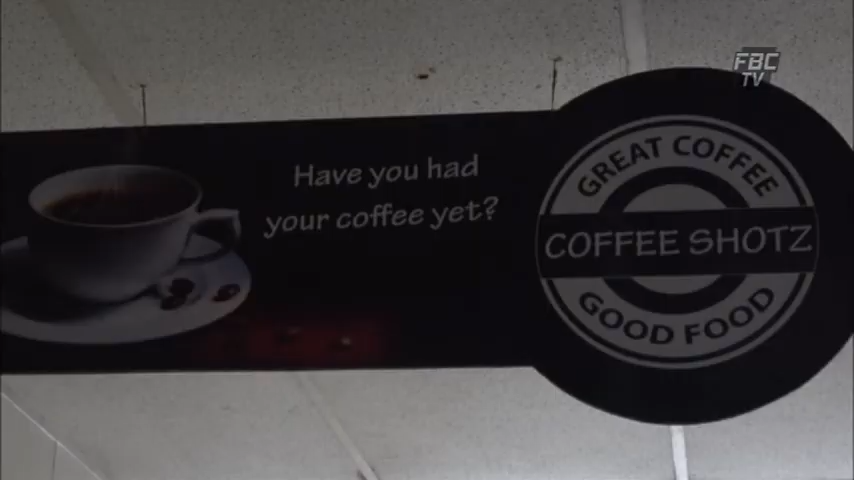 FBC
TV
Have you had
your coffee yet?
GREAT COFFEE
COFFEE SHOTZ
GOOD FOOD